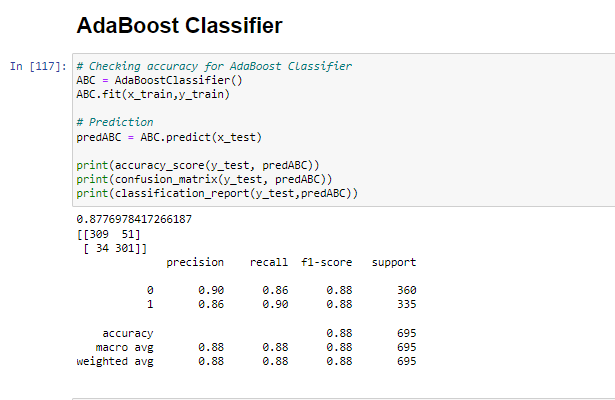 AdaBoost Classifier
In [117]: # Checking accuracy for AdaBoost Classifier
ABC = AdaBoostClassifier()
ABC.fit(x_train,y_train)
# Prediction
predABC = ABC.predict(x_test)
print(accuracy_score(y_test, predABC))
print(confusion_matrix(y_test, predABC))
print(classification_report(y_test,predABC))
0.8776978417266187
[[309  51]
 [ 34 301]]
precision recall f1-score support
0 0.90 0.86 0.88 360
1 0.86 0.90 0.88 335
accuracy 0.88 695
macro avg 0.88 0.88 0.88 695
weighted avg 0.88 0.88 0.88 695